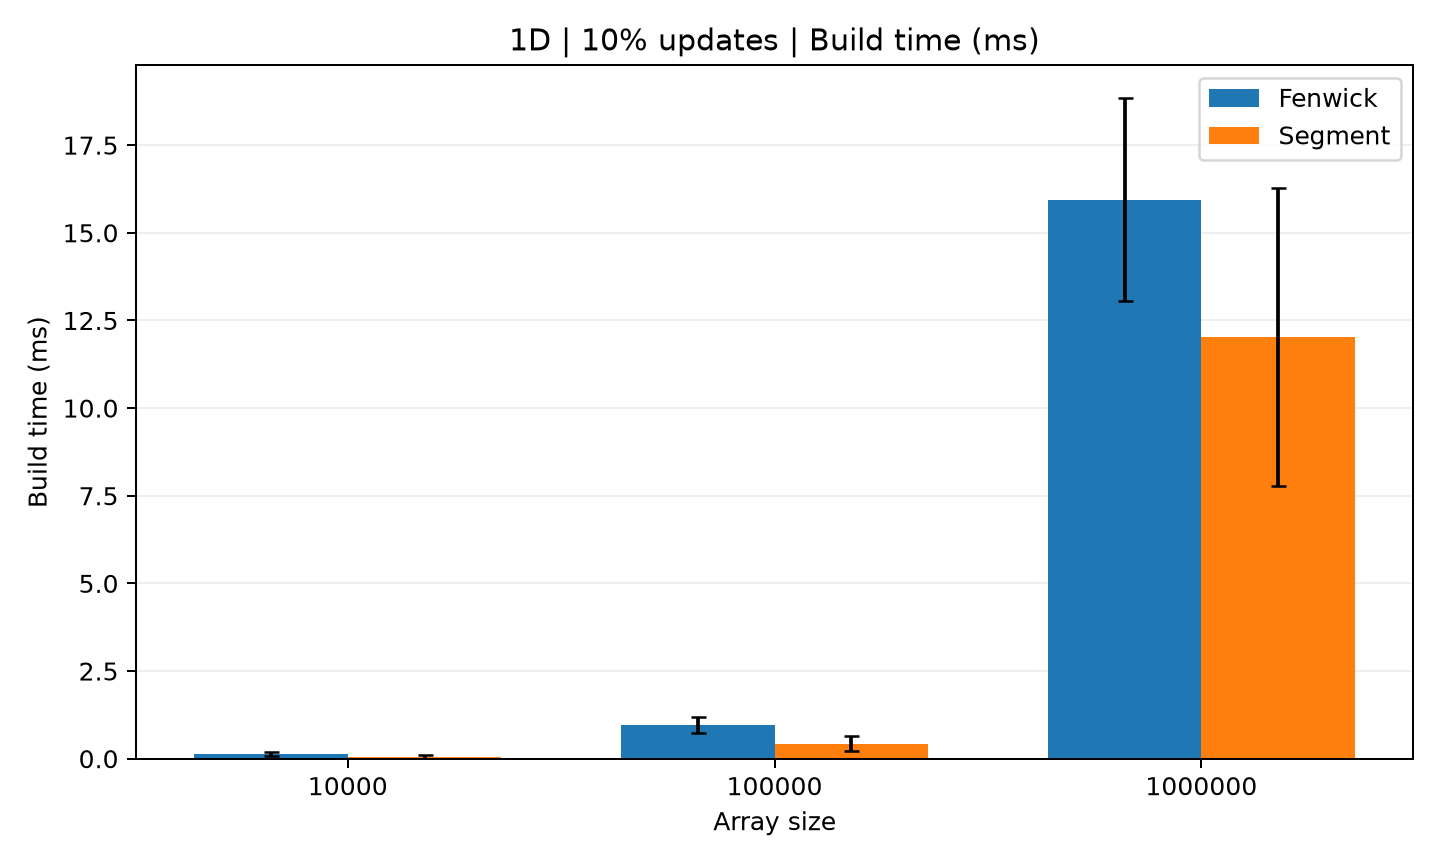 1D | 10% updates | Build time (ms)
Fenwick
Segment
Build time (ms)
17.5
15.0
12.5
10.0
7.5
5.0
2.5
0.0
10000 100000 1000000
Array size